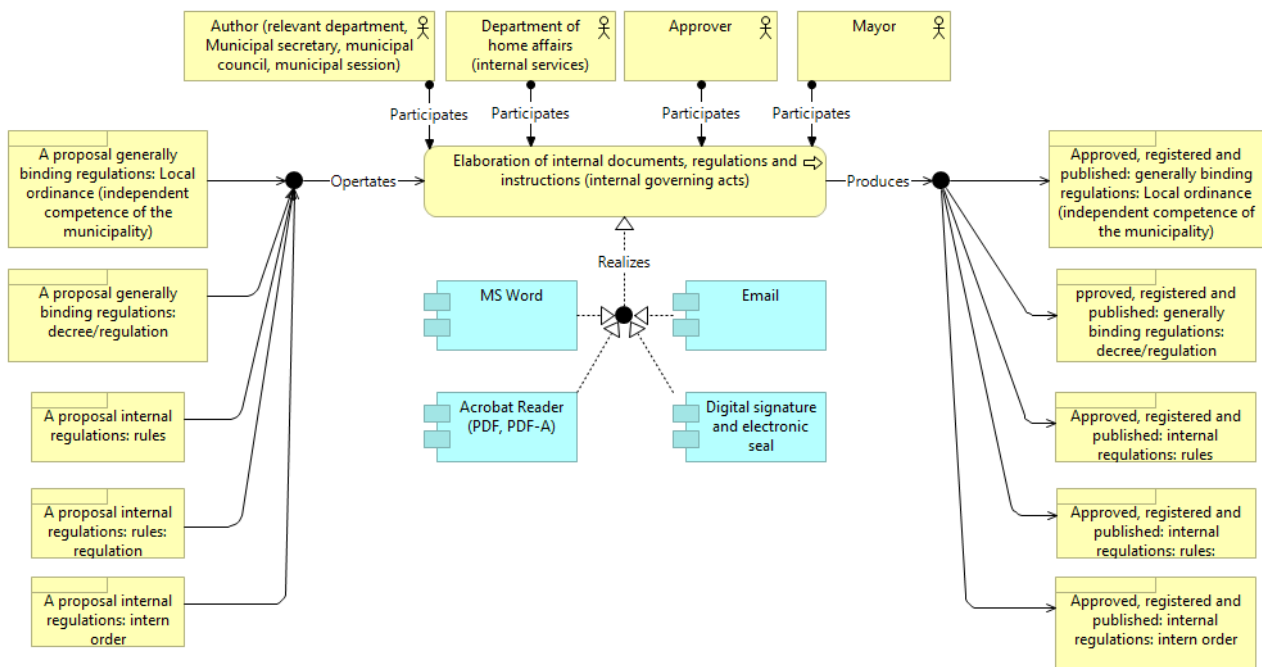 Author (relevant department,
Municipal secretary, municipal
council, municipal session)
Department of
home affairs
(internal services)
Approver
Mayor
Participates
Participates
Participates
Participates
A proposal generally
binding regulations: Local
ordinance (independent
competence of the
municipality)
Opertates
Elaboration of internal documents, regulations and
instructions (internal governing acts)
Produces
Approved, registered and
published: generally binding
regulations: Local ordinance
(independent competence of
the municipality)
A proposal generally
binding regulations:
decree/regulation
Realizes
MS Word
Email
pproved, registered and
published: generally
binding regulations:
decree/regulation
A proposal internal
regulations: rules
Acrobat Reader
(PDF, PDF-A)
Digital signature
and electronic
seal
Approved, registered and
published: internal
regulations: rules
A proposal internal
regulations: rules:
regulation
Approved, registered and
published: internal
regulations: rules:
A proposal internal
regulations: intern
order
Approved, registered and
published: internal
regulations: intern order